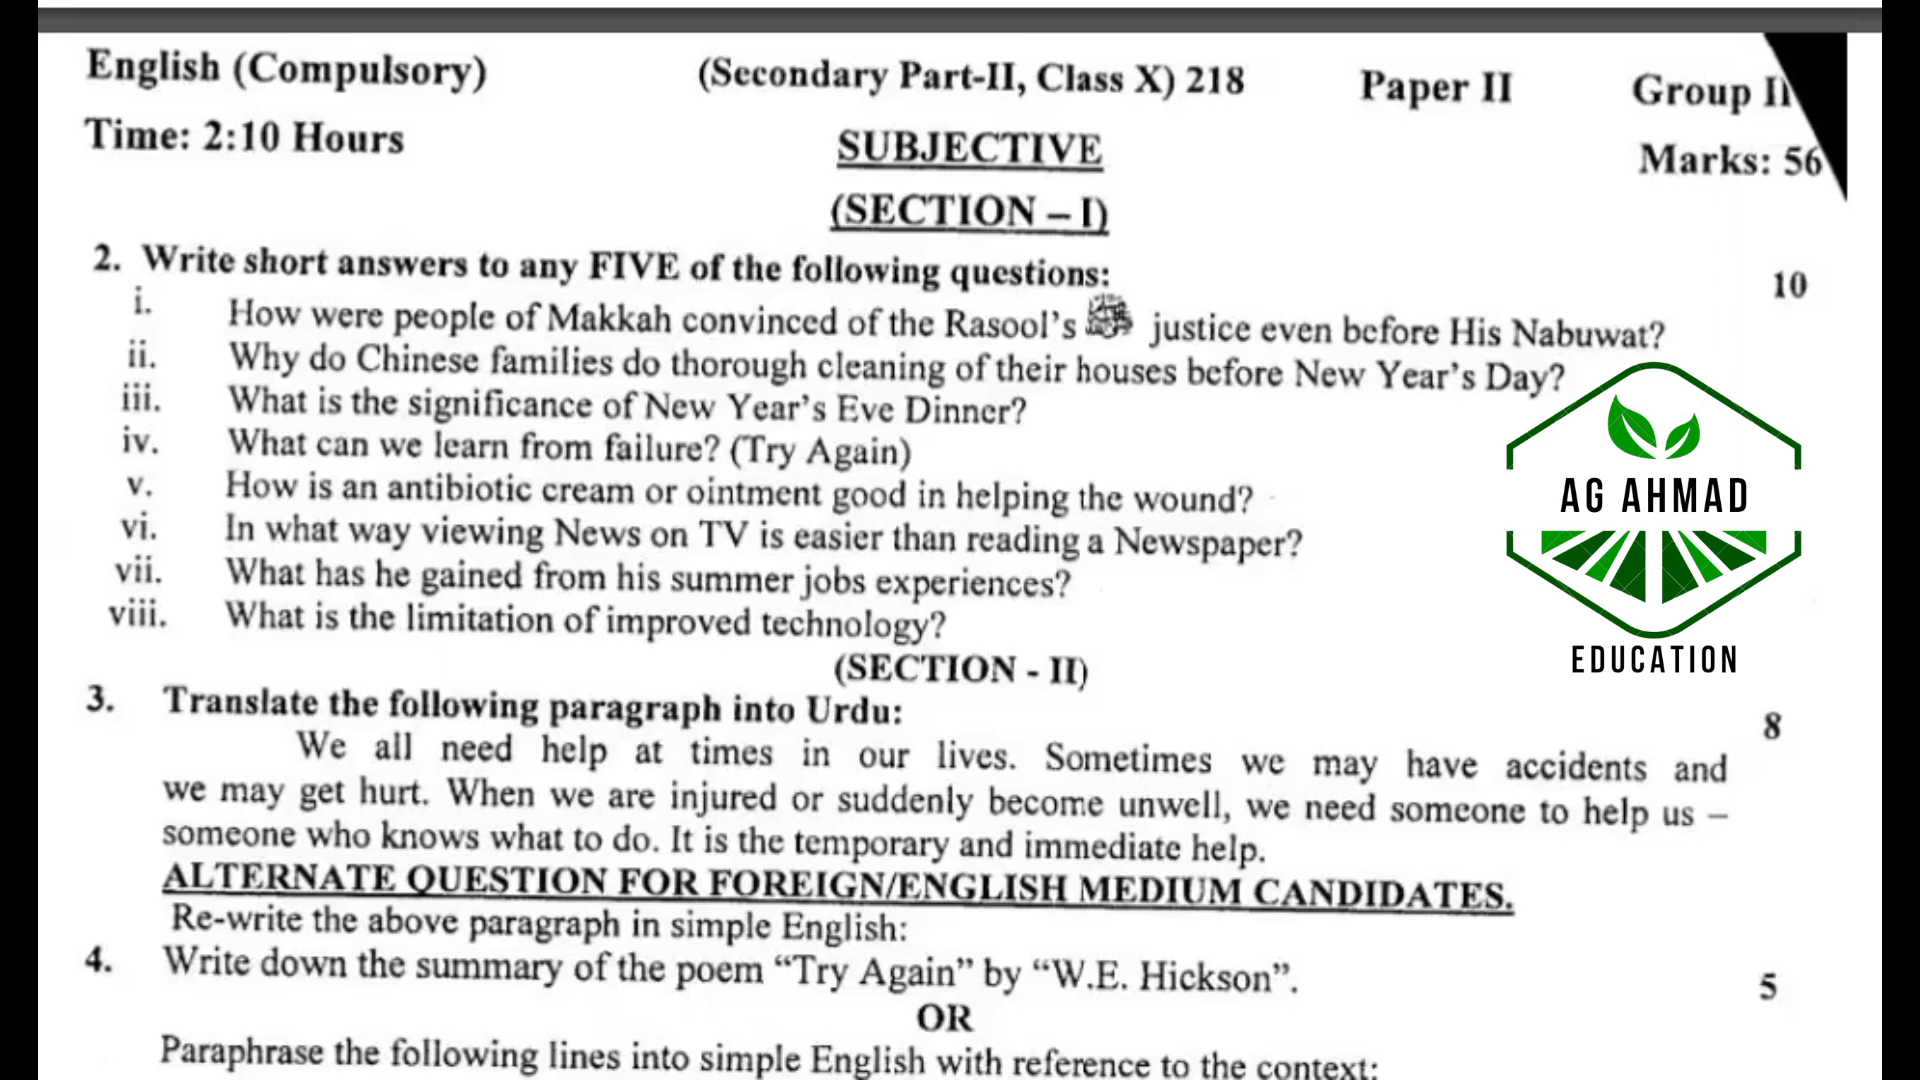 English (Compulsory) (Secondary Part-II, Class X) 218 Paper II Group II
Time: 2:10 Hours SUBJECTIVE Marks: 56
(SECTION – I)
2. Write short answers to any FIVE of the following questions: 10
i. How were people of Makkah convinced of the Rasool's ﷺ justice even before His Nabuwat?
ii. Why do Chinese families do thorough cleaning of their houses before New Year's Day?
iii. What is the significance of New Year's Eve Dinner?
iv. What can we learn from failure? (Try Again)
v. How is an antibiotic cream or ointment good in helping the wound?
vi. In what way viewing News on TV is easier than reading a Newspaper?
vii. What has he gained from his summer jobs experiences?
viii. What is the limitation of improved technology?
AG AHMAD
EDUCATION
(SECTION - II)
3. Translate the following paragraph into Urdu: 8
We all need help at times in our lives. Sometimes we may have accidents and
we may get hurt. When we are injured or suddenly become unwell, we need someone to help us –
someone who knows what to do. It is the temporary and immediate help.
ALTERNATE QUESTION FOR FOREIGN/ENGLISH MEDIUM CANDIDATES.
Re-write the above paragraph in simple English:
4. Write down the summary of the poem “Try Again” by “W.E. Hickson”. 5
OR
Paraphrase the following lines into simple English with reference to the context: